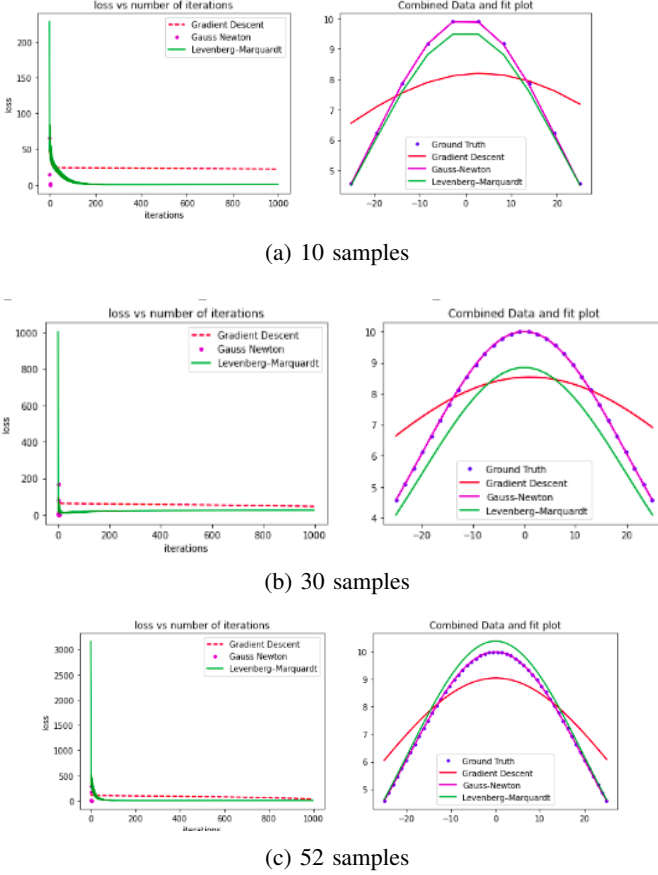 loss vs number of iterations
Gradient Descent
Gauss Newton
Levenberg–Marquardt
loss
200
150
100
50
0
0 200 400 600 800 1000
iterations
Combined Data and fit plot
10
9
8
7
6
5
Ground Truth
Gradient Descent
Gauss-Newton
Levenberg–Marquardt
−20 −10 0 10 20
(a) 10 samples
loss vs number of iterations
Gradient Descent
Gauss Newton
Levenberg–Marquardt
loss
1000
800
600
400
200
0
0 200 400 600 800 1000
iterations
Combined Data and fit plot
10
9
8
7
6
5
4
Ground Truth
Gradient Descent
Gauss-Newton
Levenberg–Marquardt
−20 −10 0 10 20
(b) 30 samples
loss vs number of iterations
Gradient Descent
Gauss Newton
Levenberg–Marquardt
loss
3000
2500
2000
1500
1000
500
0
0 200 400 600 800 1000
iterations
Combined Data and fit plot
10
9
8
7
6
5
Ground Truth
Gradient Descent
Gauss-Newton
Levenberg–Marquardt
−20 −10 0 10 20
(c) 52 samples